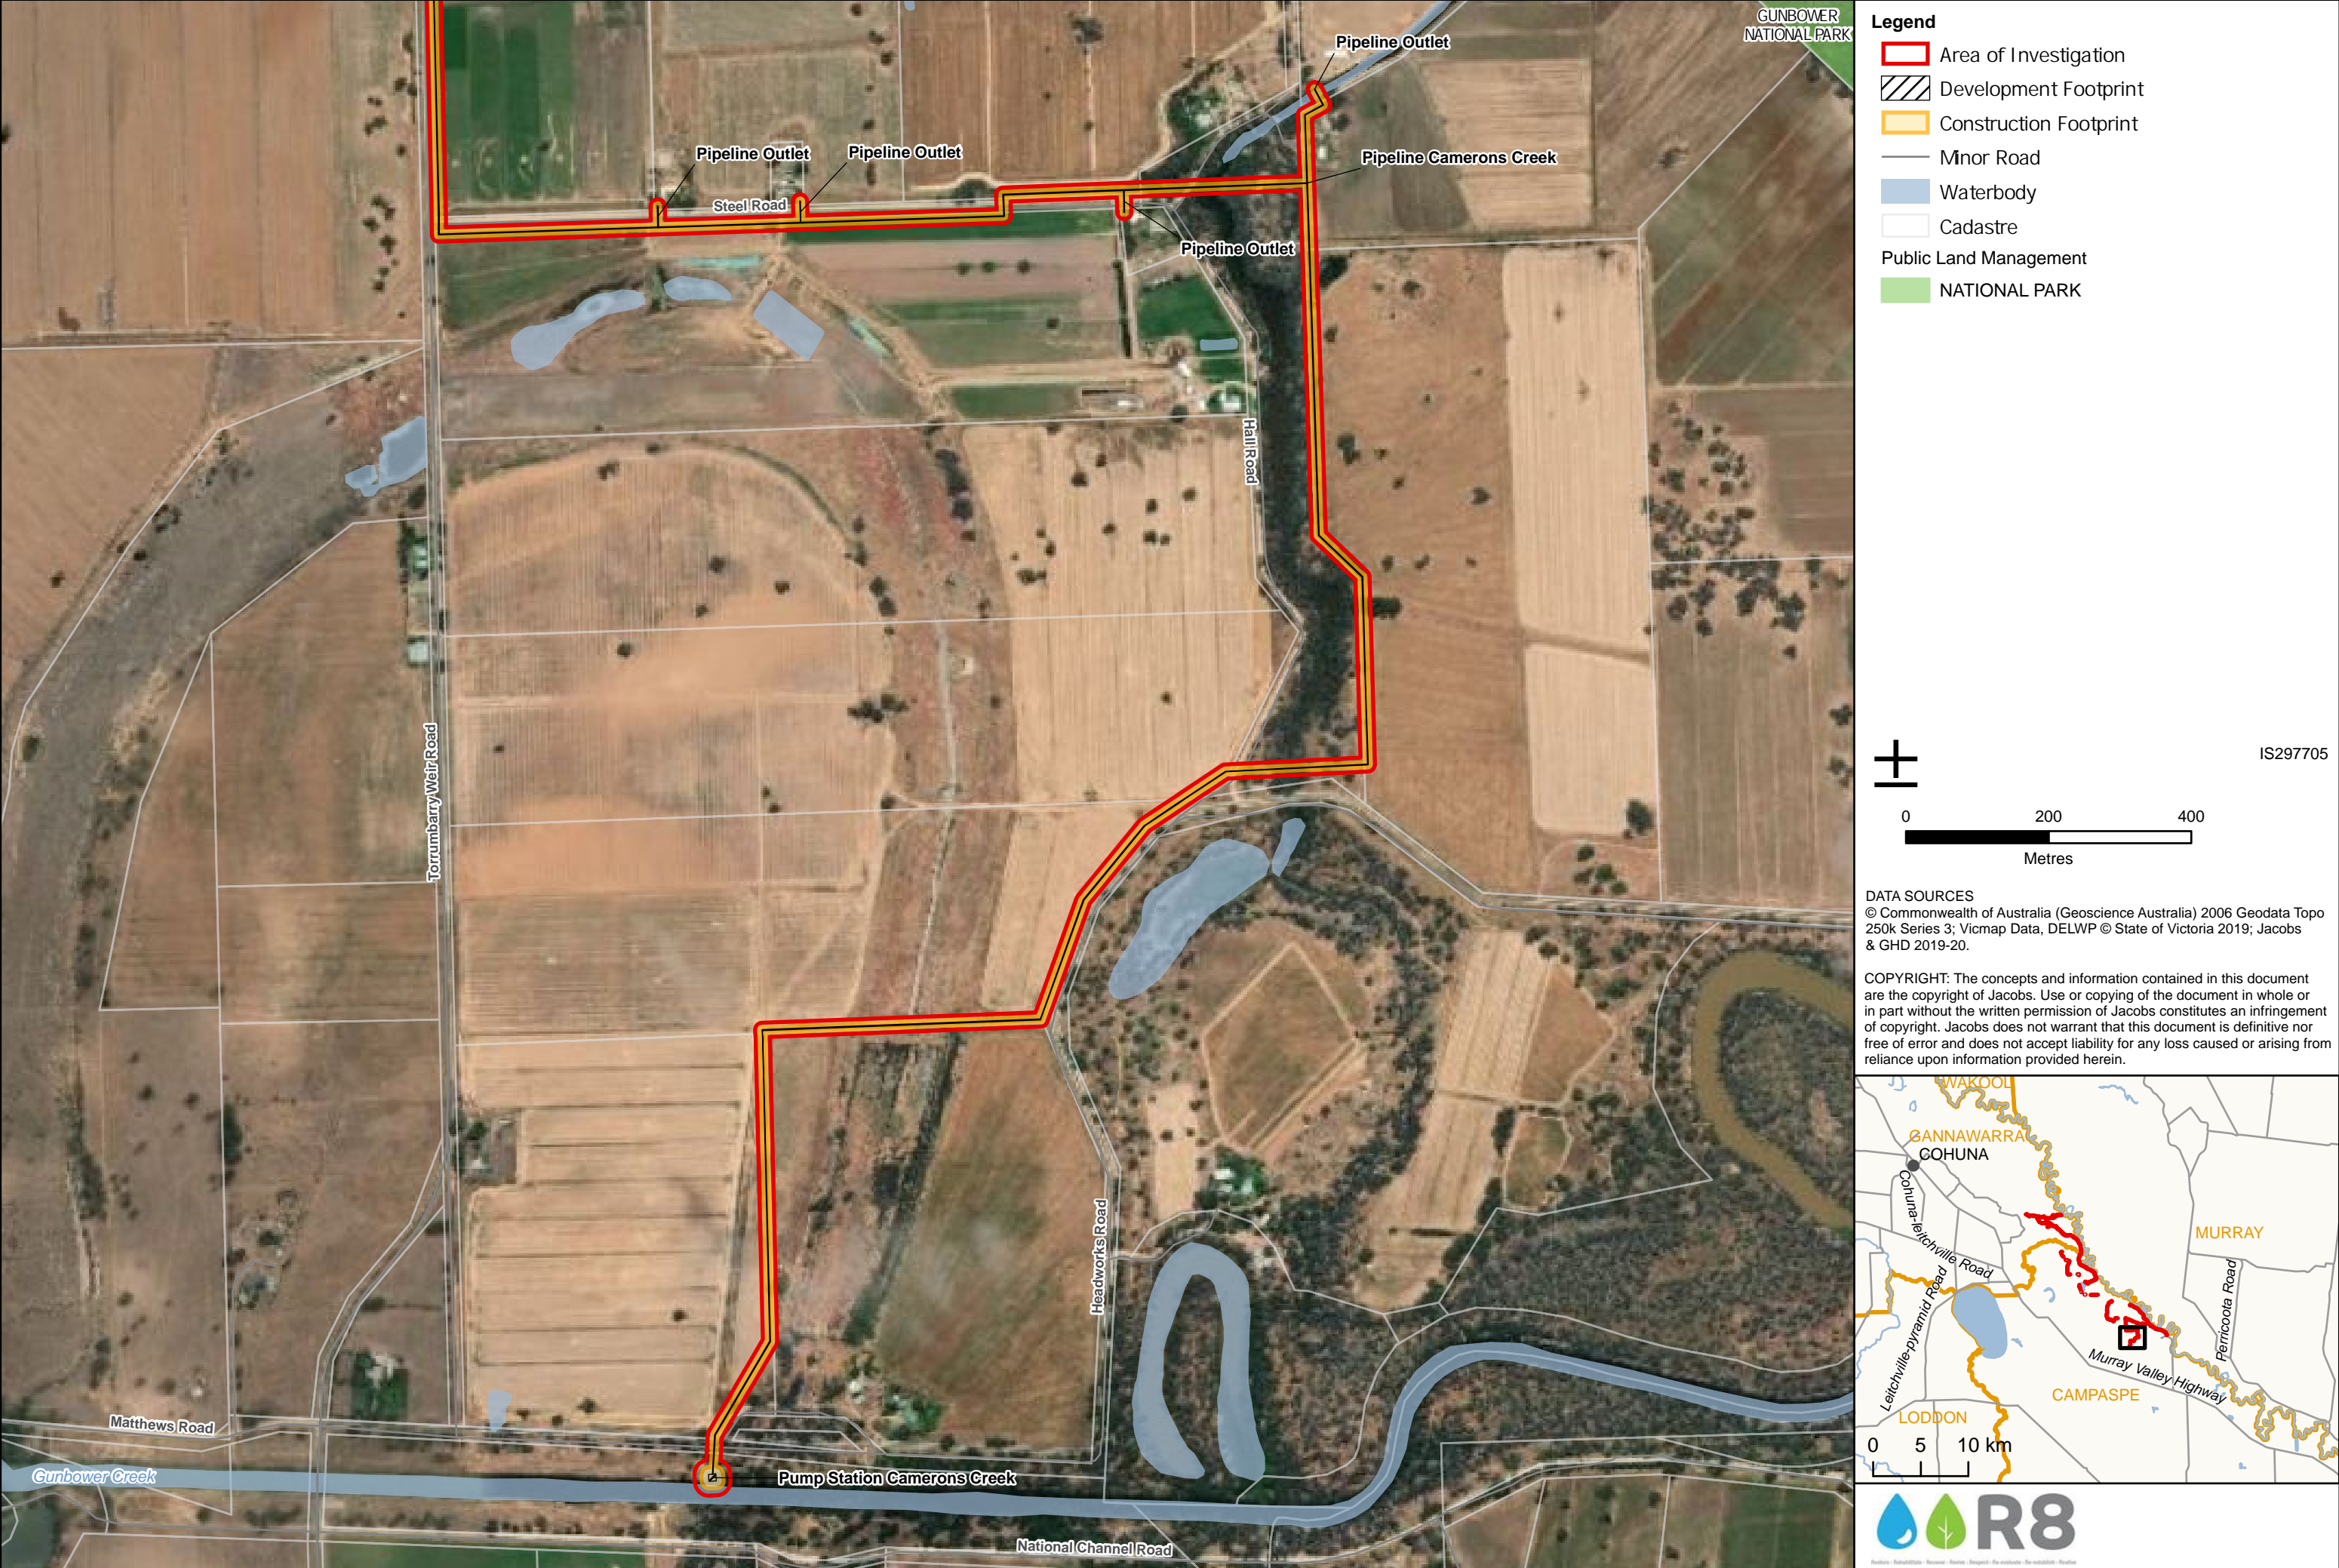 GUNBOWER
NATIONAL PARK
Pipeline Outlet
Pipeline Outlet
Pipeline Outlet
Pipeline Camerons Creek
Steel Road
Pipeline Outlet
Hall Road
Torrumbarry Weir Road
Headworks Road
Matthews Road
Gunbower Creek
Pump Station Camerons Creek
National Channel Road
Legend
Area of Investigation
Development Footprint
Construction Footprint
Minor Road
Waterbody
Cadastre
Public Land Management
NATIONAL PARK
IS297705
0 200 400
Metres
DATA SOURCES
© Commonwealth of Australia (Geoscience Australia) 2006 Geodata Topo
250k Series 3; Vicmap Data, DELWP © State of Victoria 2019; Jacobs
& GHD 2019-20.
COPYRIGHT: The concepts and information contained in this document
are the copyright of Jacobs. Use or copying of the document in whole or
in part without the written permission of Jacobs constitutes an infringement
of copyright. Jacobs does not warrant that this document is definitive nor
free of error and does not accept liability for any loss caused or arising from
reliance upon information provided herein.
WAKOOL
GANNAWARRA
COHUNA
Cohuna-leitchville Road
MURRAY
Leitchville-pyramid Road
Perricoota Road
Murray Valley Highway
CAMPASPE
LODDON
0 5 10 km
R8